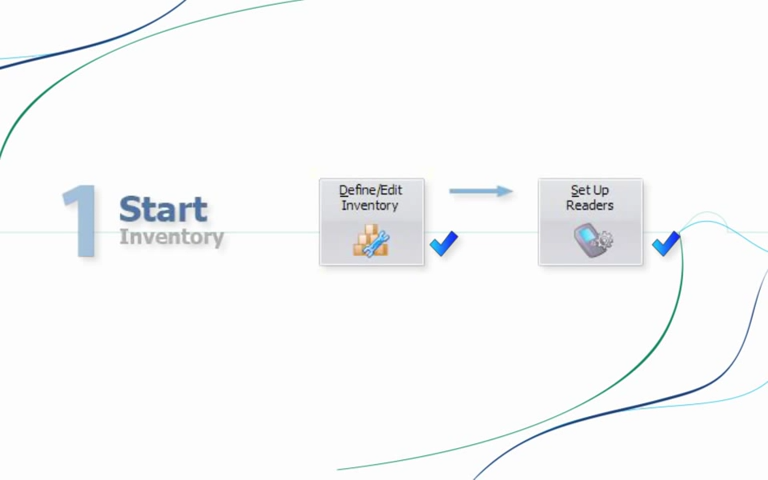 1 Start
Inventory
Define/Edit
Inventory
Set Up
Readers